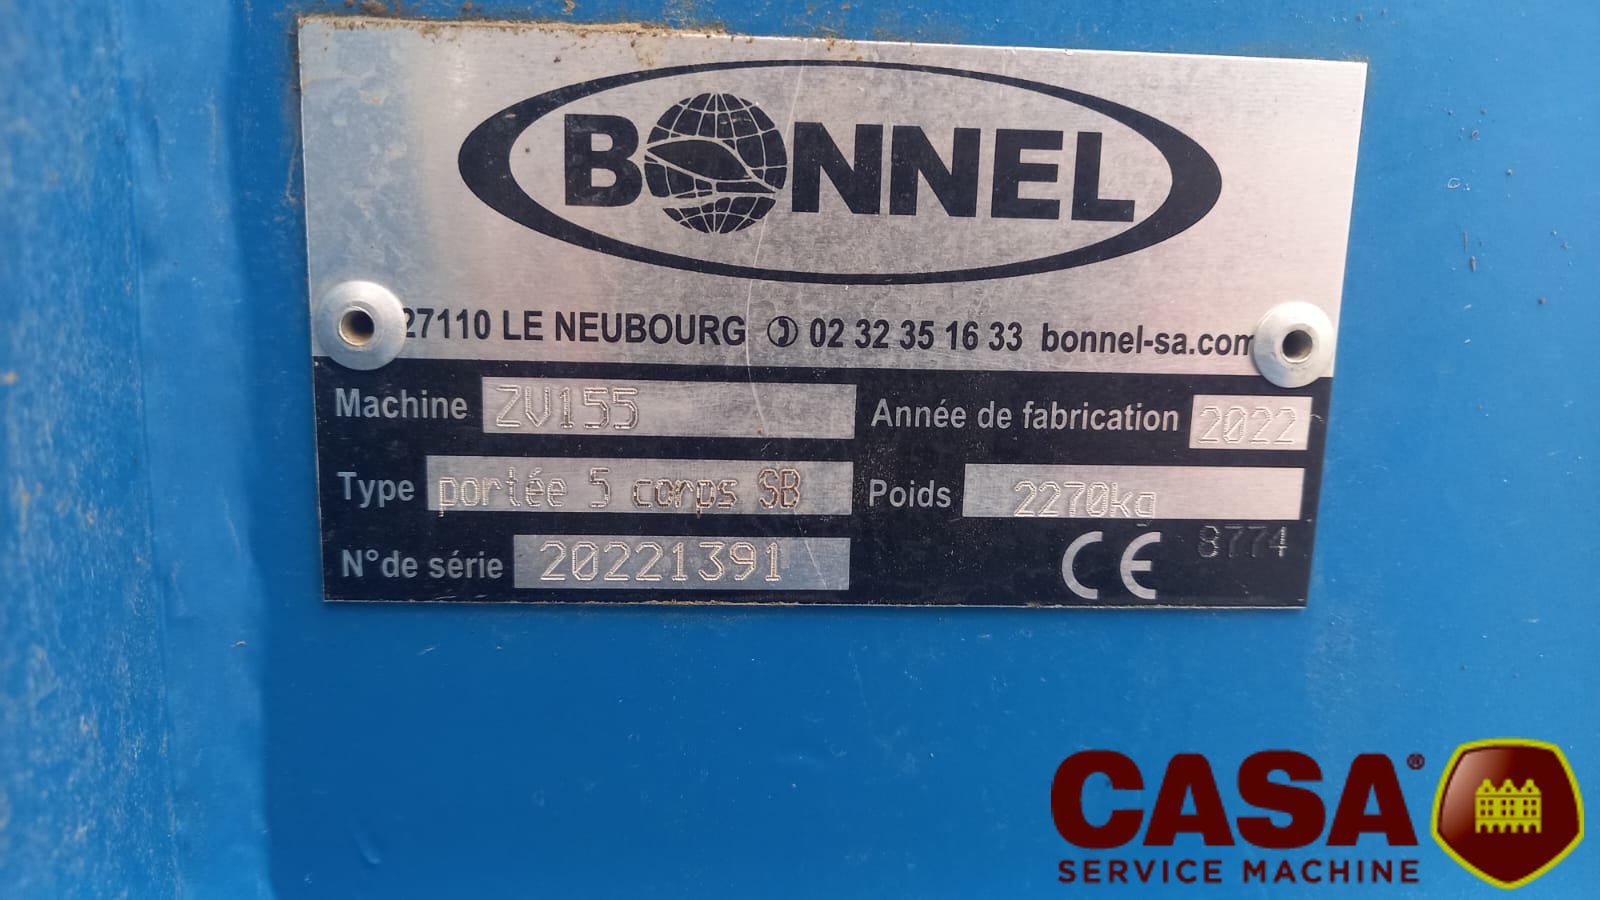 BONNEL
27110 LE NEUBOURG ✆ 02 32 35 16 33 bonnel-sa.com
Machine ZV155 Année de fabrication 2022
Type portée 5 corps SB Poids 2270kg
N°de série 20221391 CE 8774
CASA®
SERVICE MACHINE